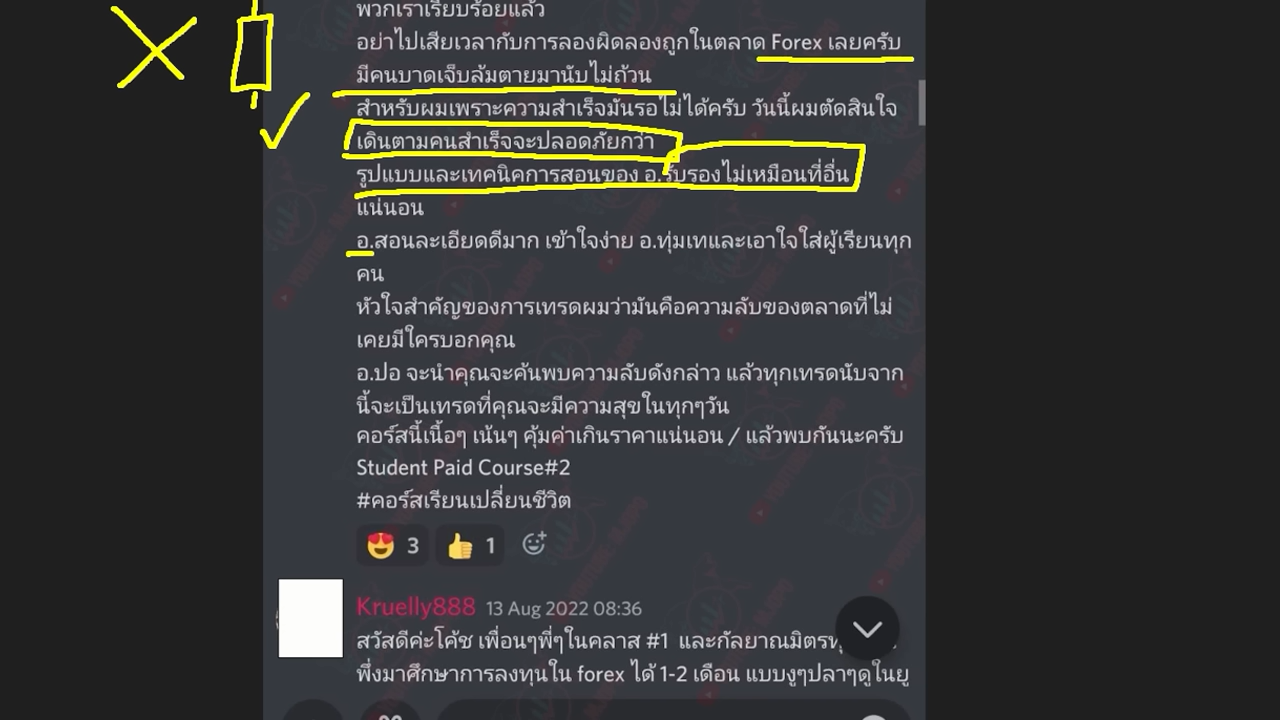 พวกเราเรียบร้อยแล้ว
อย่าไปเสียเวลากับการลองผิดลองถูกในตลาด Forex เลยครับ
มีคนบาดเจ็บล้มตายมานับไม่ถ้วน
สำหรับผมเพราะความสำเร็จมันรอไม่ได้ครับ วันนี้ผมตัดสินใจ
เดินตามคนสำเร็จจะปลอดภัยกว่า
รูปแบบและเทคนิคการสอนของ อ.รับรองไม่เหมือนที่อื่น
แน่นอน
อ.สอนละเอียดดีมาก เข้าใจง่าย อ.ทุ่มเทและเอาใจใส่ผู้เรียนทุก
คน
หัวใจสำคัญของการเทรดผมว่ามันคือความลับของตลาดที่ไม่
เคยมีใครบอกคุณ
อ.ปอ จะนำคุณจะค้นพบความลับดังกล่าว แล้วทุกเทรดนับจาก
นี้จะเป็นเทรดที่คุณจะมีความสุขในทุกๆวัน
คอร์สนี้เนื้อๆ เน้นๆ คุ้มค่าเกินราคาแน่นอน / แล้วพบกันนะครับ
Student Paid Course#2
#คอร์สเรียนเปลี่ยนชีวิต
3 1
Kruelly888 13 Aug 2022 08:36
สวัสดีค่ะโค้ช เพื่อนๆพี่ๆในคลาส #1 และกัลยาณมิตร
พึ่งมาศึกษาการลงทุนใน forex ได้ 1-2 เดือน แบบงูๆปลาๆดูในยู